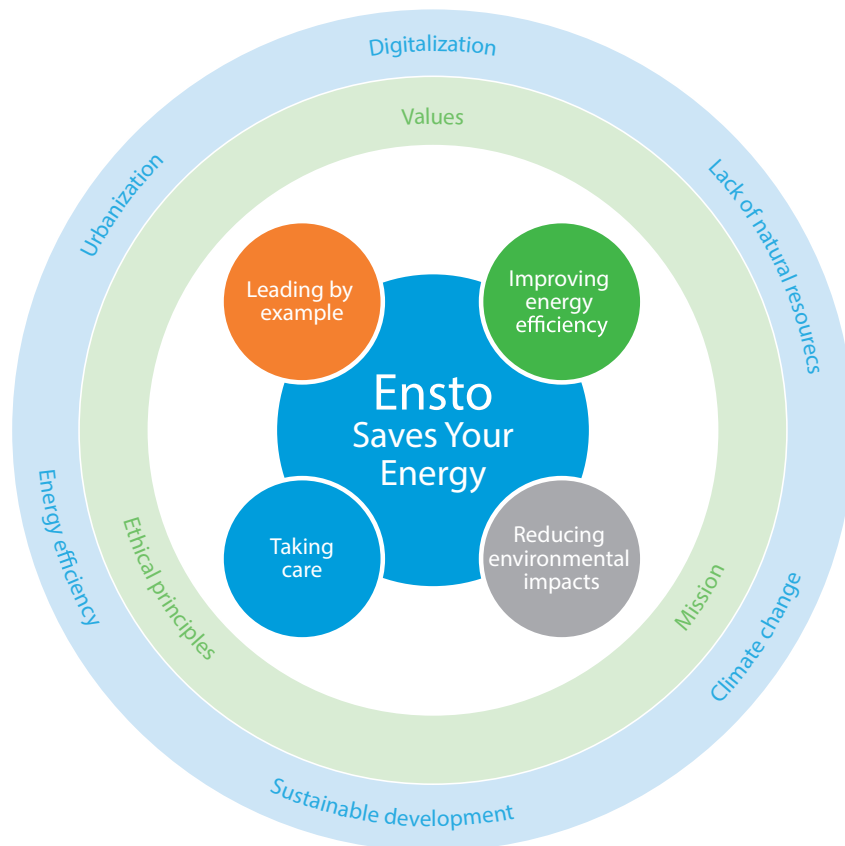 Digitalization
Values
Urbanization
Lack of natural resourecs
Leading by
example
Improving
energy
efficiency
Ensto
Saves Your
Energy
Taking
care
Reducing
environmental
impacts
Energy efficiency
Ethical principles
Mission
Climate change
Sustainable development